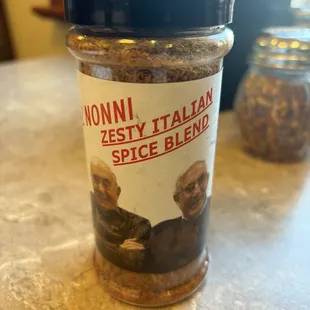 NONNI
ZESTY ITALIAN
SPICE BLEND